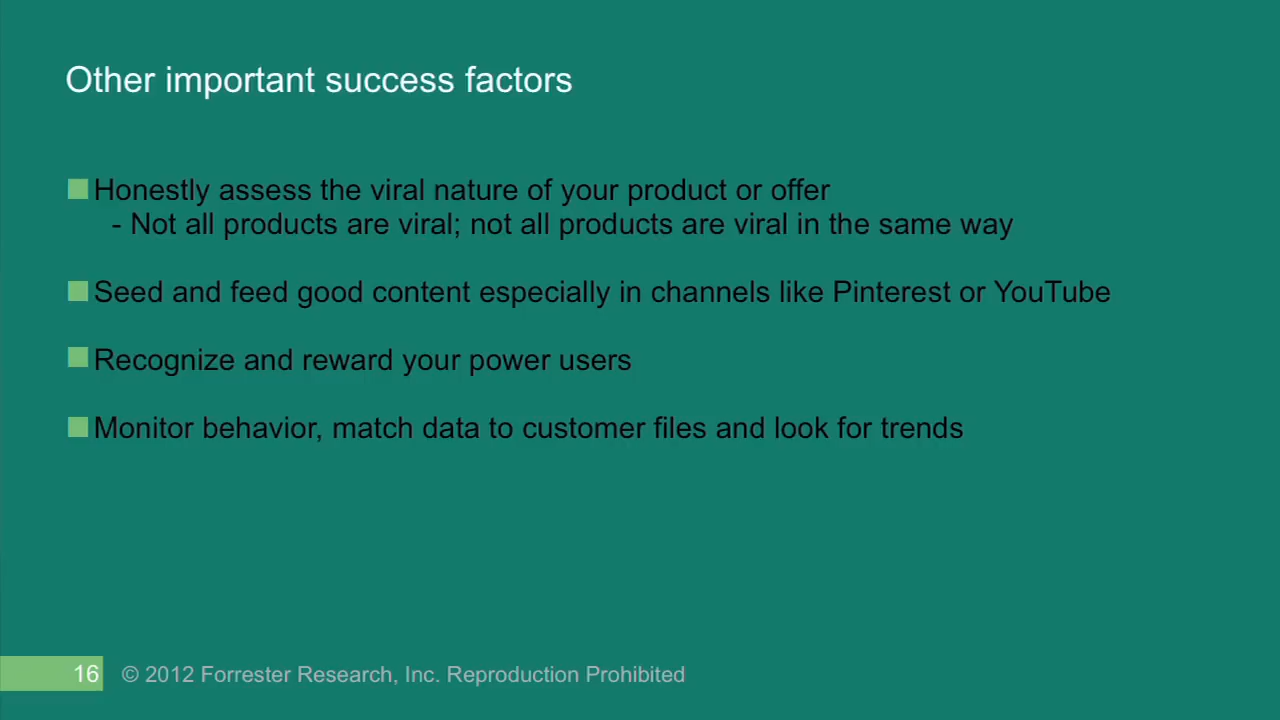 Other important success factors
Honestly assess the viral nature of your product or offer
- Not all products are viral; not all products are viral in the same way
Seed and feed good content especially in channels like Pinterest or YouTube
Recognize and reward your power users
Monitor behavior, match data to customer files and look for trends
16 © 2012 Forrester Research, Inc. Reproduction Prohibited